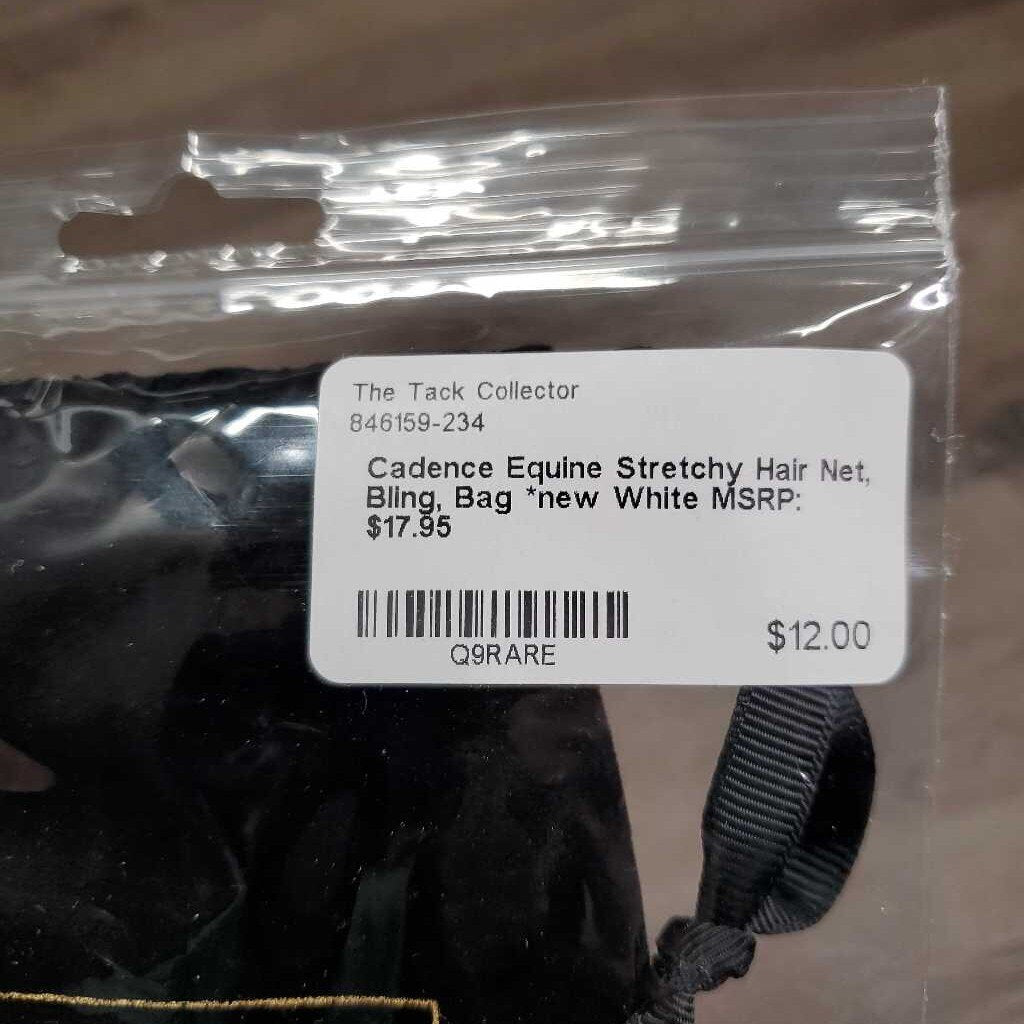 The Tack Collector
846159-234
Cadence Equine Stretchy Hair Net,
Bling, Bag *new White MSRP:
$17.95
Q9RARE
$12.00